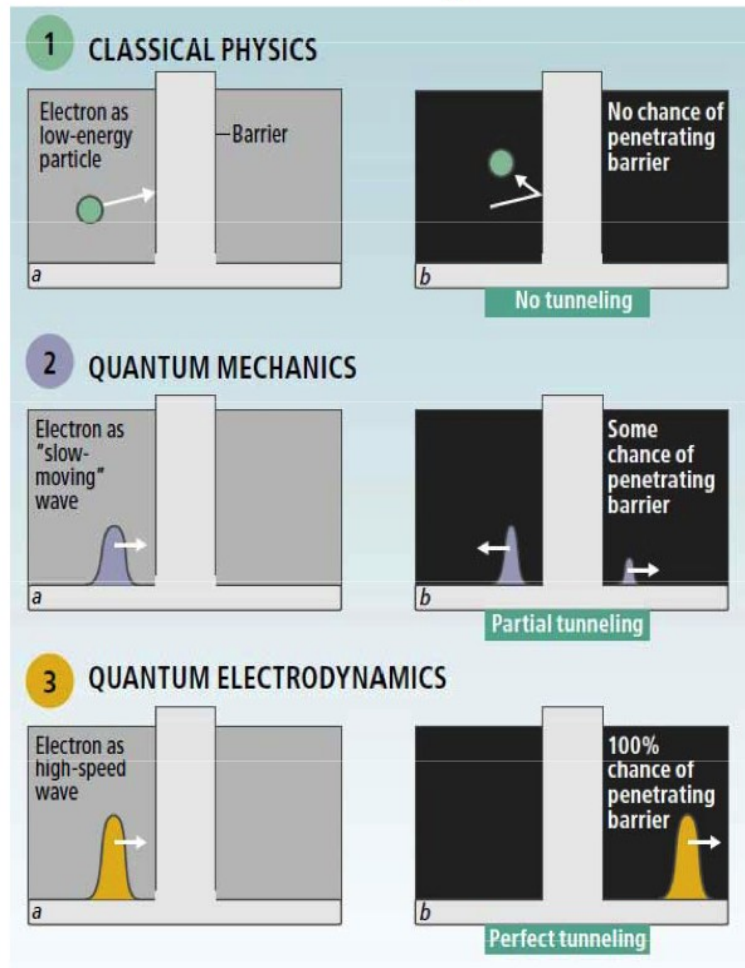 1 CLASSICAL PHYSICS
Electron as
low-energy
particle
Barrier
a
No chance of
penetrating
barrier
b
No tunneling
2 QUANTUM MECHANICS
Electron as
"slow-
moving"
wave
a
Some
chance of
penetrating
barrier
b
Partial tunneling
3 QUANTUM ELECTRODYNAMICS
Electron as
high-speed
wave
a
100%
chance of
penetrating
barrier
b
Perfect tunneling